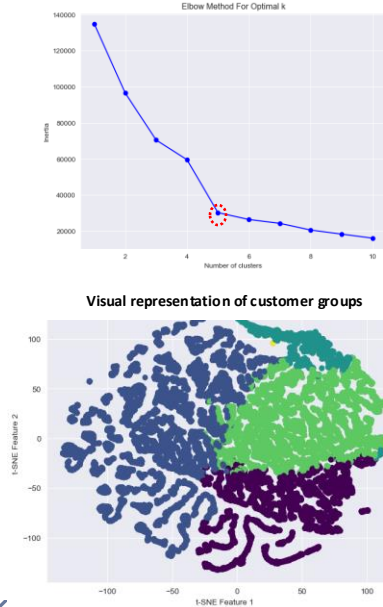 Elbow Method For Optimal k
140000
120000
100000
80000
60000
40000
20000
Inertia
2 4 6 8 10
Number of clusters
Visual representation of customer groups
100
50
0
−50
−100
t-SNE Feature 2
−100 −50 0 50 100
t-SNE Feature 1